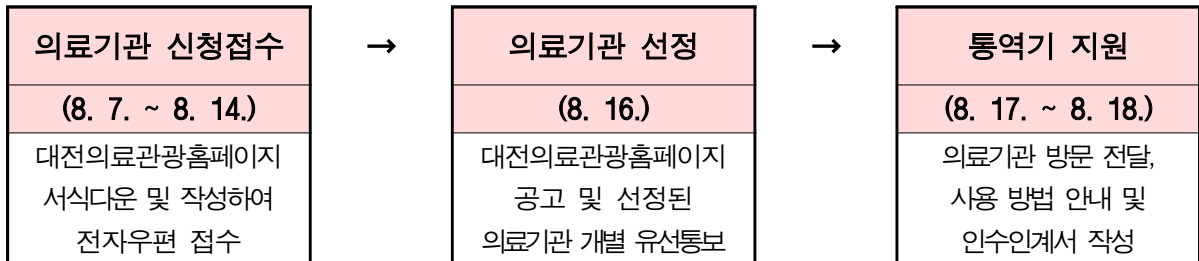 의료기관 신청접수
→
의료기관 선정
→
통역기 지원
(8. 7. ~ 8. 14.)
(8. 16.)
(8. 17. ~ 8. 18.)
대전의료관광홈페이지
서식다운 및 작성하여
전자우편 접수
대전의료관광홈페이지
공고 및 선정된
의료기관 개별 유선통보
의료기관 방문 전달,
사용 방법 안내 및
인수인계서 작성